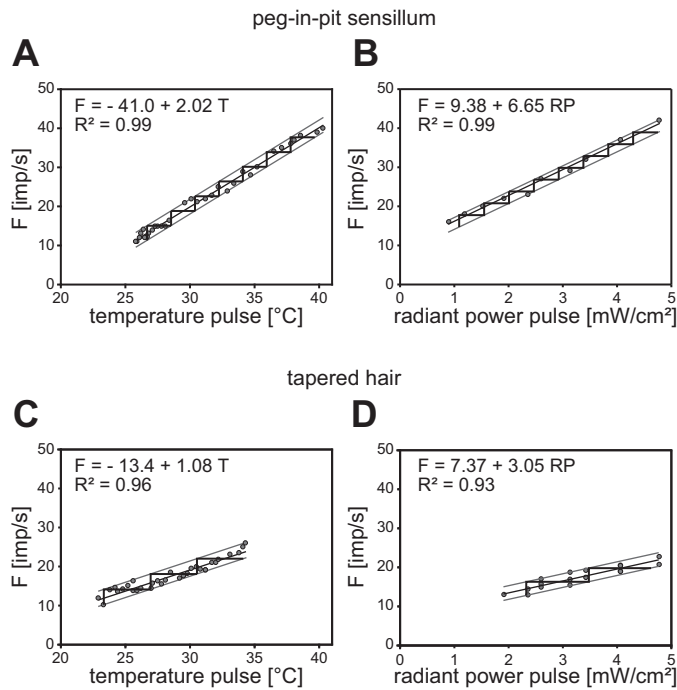 peg-in-pit sensillum
A
F = - 41.0 + 2.02 T
R² = 0.99
50
40
30
20
10
0
F [imp/s]
20 25 30 35 40
temperature pulse [°C]
B
F = 9.38 + 6.65 RP
R² = 0.99
50
40
30
20
10
0
F [imp/s]
0 1 2 3 4 5
radiant power pulse [mW/cm²]
tapered hair
C
F = - 13.4 + 1.08 T
R² = 0.96
50
40
30
20
10
0
F [imp/s]
20 25 30 35 40
temperature pulse [°C]
D
F = 7.37 + 3.05 RP
R² = 0.93
50
40
30
20
10
0
F [imp/s]
0 1 2 3 4 5
radiant power pulse [mW/cm²]